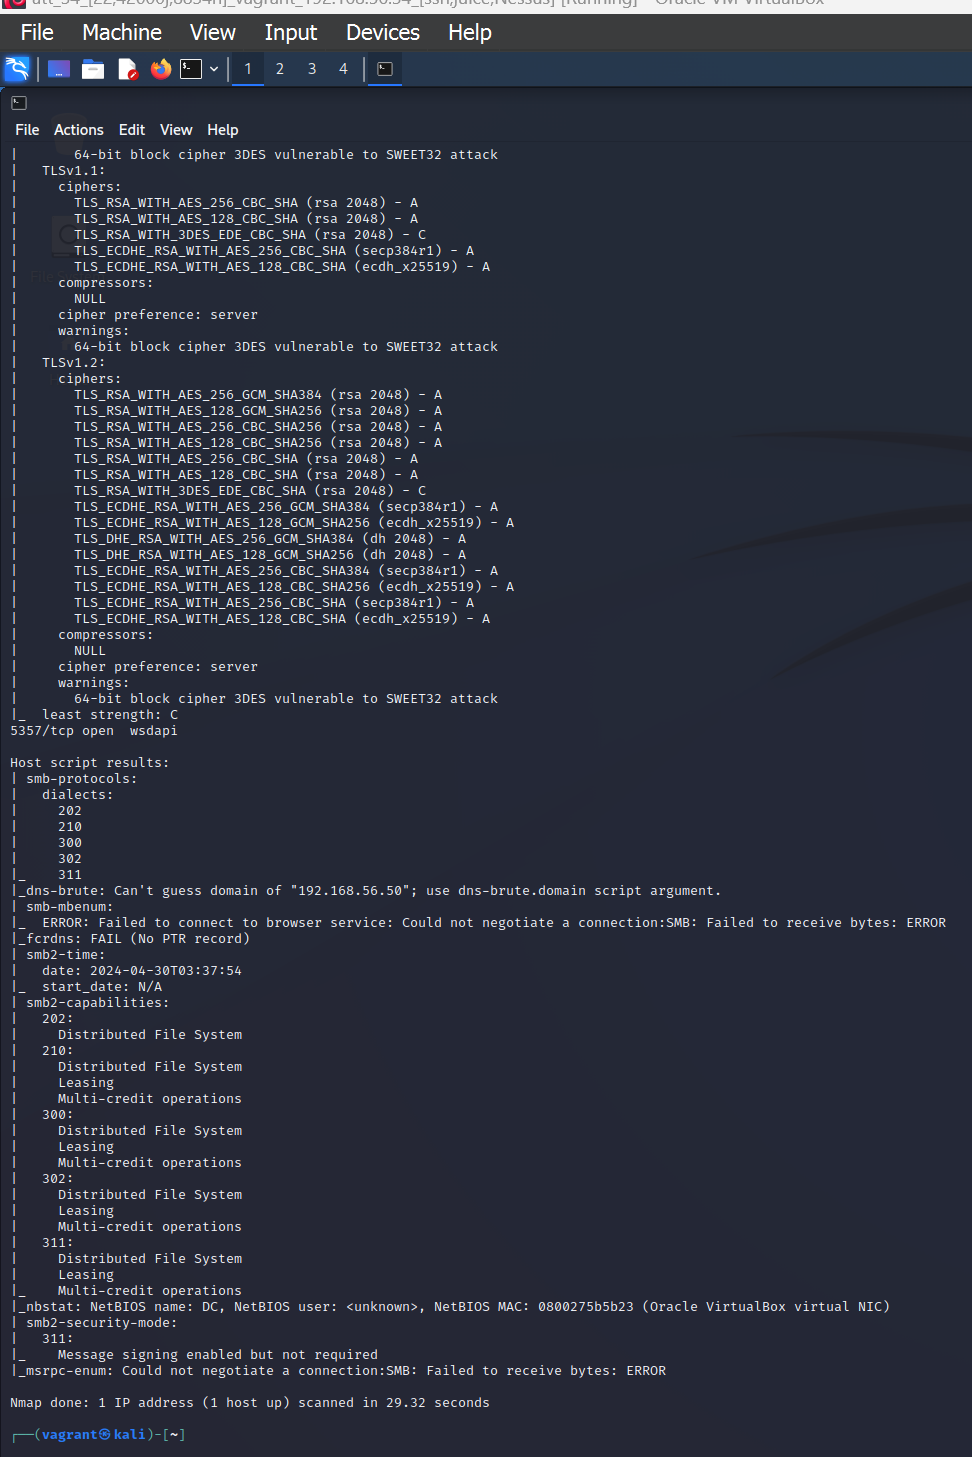 File Machine View Input Devices Help
1 2 3 4
File Actions Edit View Help
|       64-bit block cipher 3DES vulnerable to SWEET32 attack
|   TLSv1.1:
|     ciphers:
|       TLS_RSA_WITH_AES_256_CBC_SHA (rsa 2048) - A
|       TLS_RSA_WITH_AES_128_CBC_SHA (rsa 2048) - A
|       TLS_RSA_WITH_3DES_EDE_CBC_SHA (rsa 2048) - C
|       TLS_ECDHE_RSA_WITH_AES_256_CBC_SHA (secp384r1) - A
|       TLS_ECDHE_RSA_WITH_AES_128_CBC_SHA (ecdh_x25519) - A
|     compressors:
|       NULL
|     cipher preference: server
|     warnings:
|       64-bit block cipher 3DES vulnerable to SWEET32 attack
|   TLSv1.2:
|     ciphers:
|       TLS_RSA_WITH_AES_256_GCM_SHA384 (rsa 2048) - A
|       TLS_RSA_WITH_AES_128_GCM_SHA256 (rsa 2048) - A
|       TLS_RSA_WITH_AES_256_CBC_SHA256 (rsa 2048) - A
|       TLS_RSA_WITH_AES_128_CBC_SHA256 (rsa 2048) - A
|       TLS_RSA_WITH_AES_256_CBC_SHA (rsa 2048) - A
|       TLS_RSA_WITH_AES_128_CBC_SHA (rsa 2048) - A
|       TLS_RSA_WITH_3DES_EDE_CBC_SHA (rsa 2048) - C
|       TLS_ECDHE_RSA_WITH_AES_256_GCM_SHA384 (secp384r1) - A
|       TLS_ECDHE_RSA_WITH_AES_128_GCM_SHA256 (ecdh_x25519) - A
|       TLS_DHE_RSA_WITH_AES_256_GCM_SHA384 (dh 2048) - A
|       TLS_DHE_RSA_WITH_AES_128_GCM_SHA256 (dh 2048) - A
|       TLS_ECDHE_RSA_WITH_AES_256_CBC_SHA384 (secp384r1) - A
|       TLS_ECDHE_RSA_WITH_AES_128_CBC_SHA256 (ecdh_x25519) - A
|       TLS_ECDHE_RSA_WITH_AES_256_CBC_SHA (secp384r1) - A
|       TLS_ECDHE_RSA_WITH_AES_128_CBC_SHA (ecdh_x25519) - A
|     compressors:
|       NULL
|     cipher preference: server
|     warnings:
|       64-bit block cipher 3DES vulnerable to SWEET32 attack
|_  least strength: C
5357/tcp open  wsdapi
Host script results:
| smb-protocols:
|   dialects:
|     202
|     210
|     300
|     302
|_    311
|_dns-brute: Can't guess domain of "192.168.56.50"; use dns-brute.domain script argument.
| smb-mbenum:
|_  ERROR: Failed to connect to browser service: Could not negotiate a connection:SMB: Failed to receive bytes: ERROR
|_fcrdns: FAIL (No PTR record)
| smb2-time:
|   date: 2024-04-30T03:37:54
|_  start_date: N/A
| smb2-capabilities:
|   202:
|     Distributed File System
|   210:
|     Distributed File System
|     Leasing
|     Multi-credit operations
|   300:
|     Distributed File System
|     Leasing
|     Multi-credit operations
|   302:
|     Distributed File System
|     Leasing
|     Multi-credit operations
|   311:
|     Distributed File System
|     Leasing
|_    Multi-credit operations
|_nbstat: NetBIOS name: DC, NetBIOS user: <unknown>, NetBIOS MAC: 0800275b5b23 (Oracle VirtualBox virtual NIC)
| smb2-security-mode:
|   311:
|_    Message signing enabled but not required
|_msrpc-enum: Could not negotiate a connection:SMB: Failed to receive bytes: ERROR
Nmap done: 1 IP address (1 host up) scanned in 29.32 seconds
┌──(vagrant㉿kali)-[~]